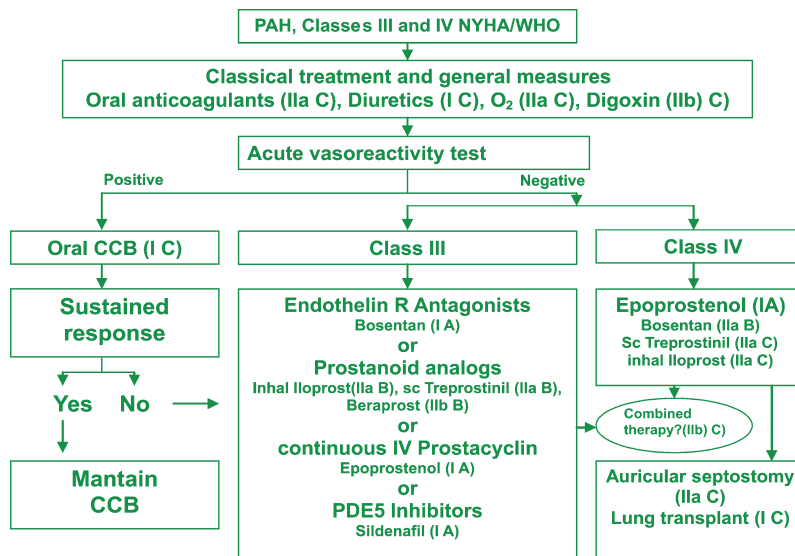 PAH, Classes III and IV NYHA/WHO
Classical treatment and general measures
Oral anticoagulants (IIa C), Diuretics (I C), O₂ (IIa C), Digoxin (IIb) C)
Acute vasoreactivity test
Positive
Negative
Oral CCB (I C)
Class III
Class IV
Sustained
response
Yes
No
Mantain
CCB
Endothelin R Antagonists
Bosentan (I A)
or
Prostanoid analogs
Inhal Iloprost(IIa B), sc Treprostinil (IIa B),
Beraprost (IIb B)
or
continuous IV Prostacyclin
Epoprostenol (I A)
or
PDE5 Inhibitors
Sildenafil (I A)
Epoprostenol (IA)
Bosentan (IIa B)
Sc Treprostinil (IIa C)
inhal Iloprost (IIa C)
Combined
therapy?(IIb) C)
Auricular septostomy
(IIa C)
Lung transplant (I C)